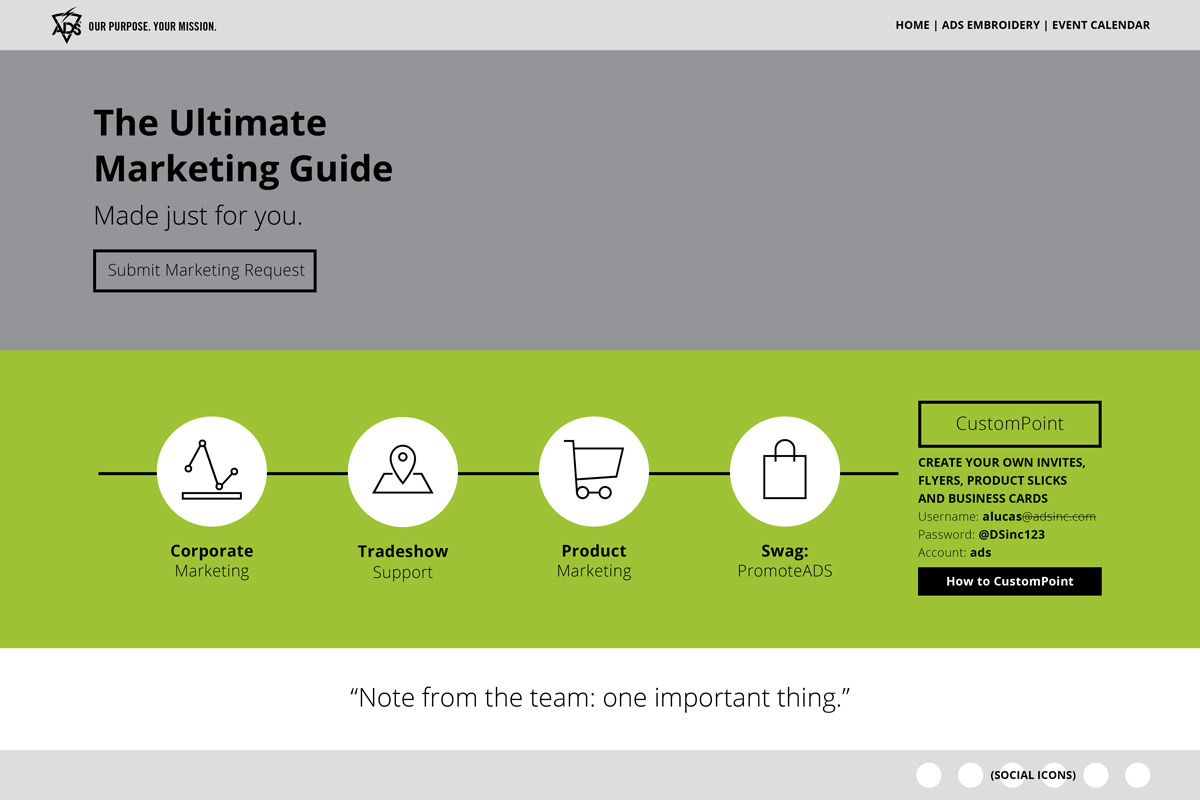 ADS OUR PURPOSE. YOUR MISSION.
HOME | ADS EMBROIDERY | EVENT CALENDAR
The Ultimate
Marketing Guide
Made just for you.
Submit Marketing Request
Corporate
Marketing
Tradeshow
Support
Product
Marketing
Swag:
PromoteADS
CustomPoint
CREATE YOUR OWN INVITES,
FLYERS, PRODUCT SLICKS
AND BUSINESS CARDS
Username: alucas@adsinc.com
Password: @DSinc123
Account: ads
How to CustomPoint
“Note from the team: one important thing.”
(SOCIAL ICONS)